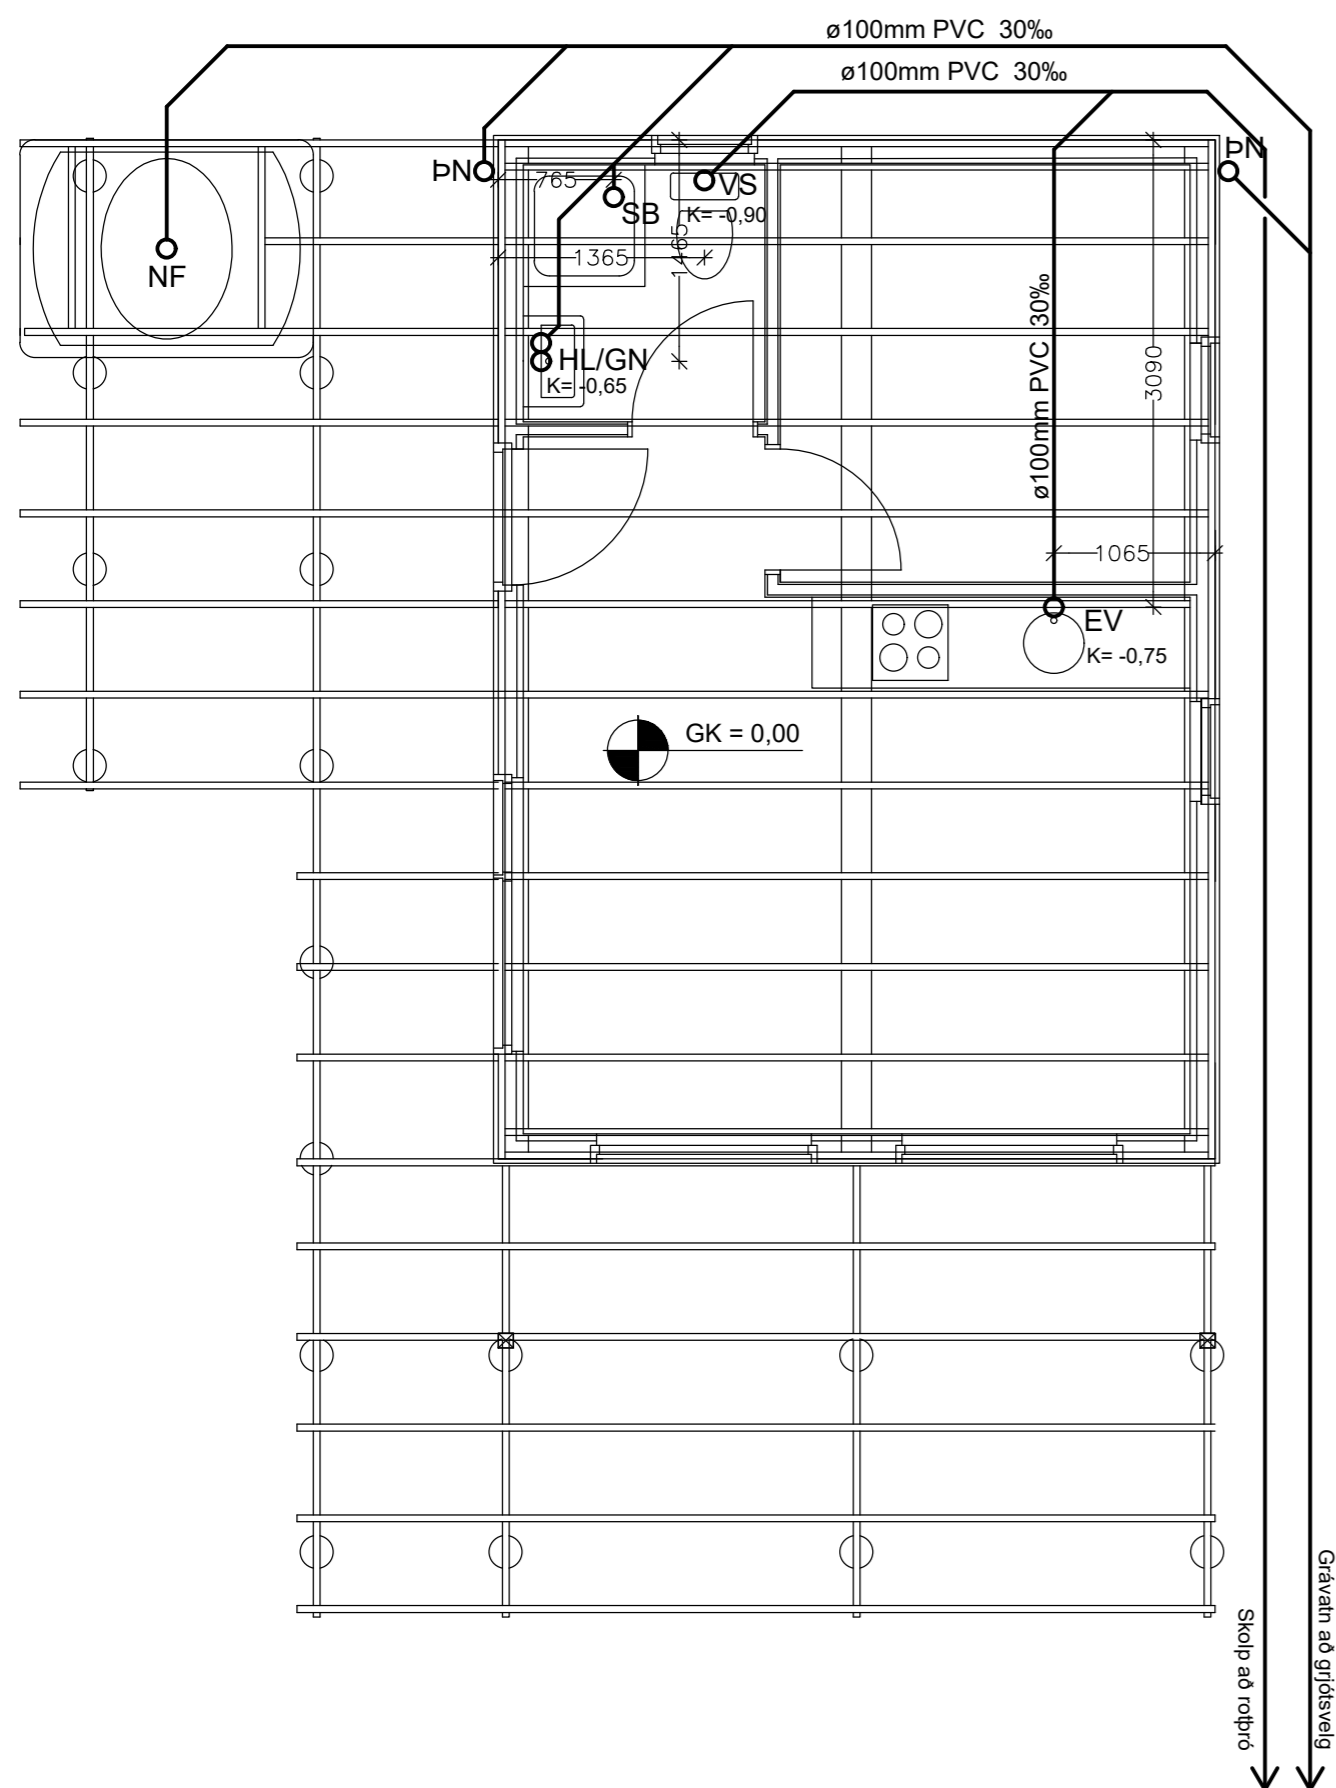 ø100mm PVC 30‰
ø100mm PVC 30‰
ÞN
ÞN
765
SB
VS
K= -0,90
NF
1365
1465
HL/GN
K= -0,65
ø100mm PVC 30‰
3090
1065
EV
K= -0,75
GK = 0,00
Skolp að rotþró
Grávatn að grjótsvelg